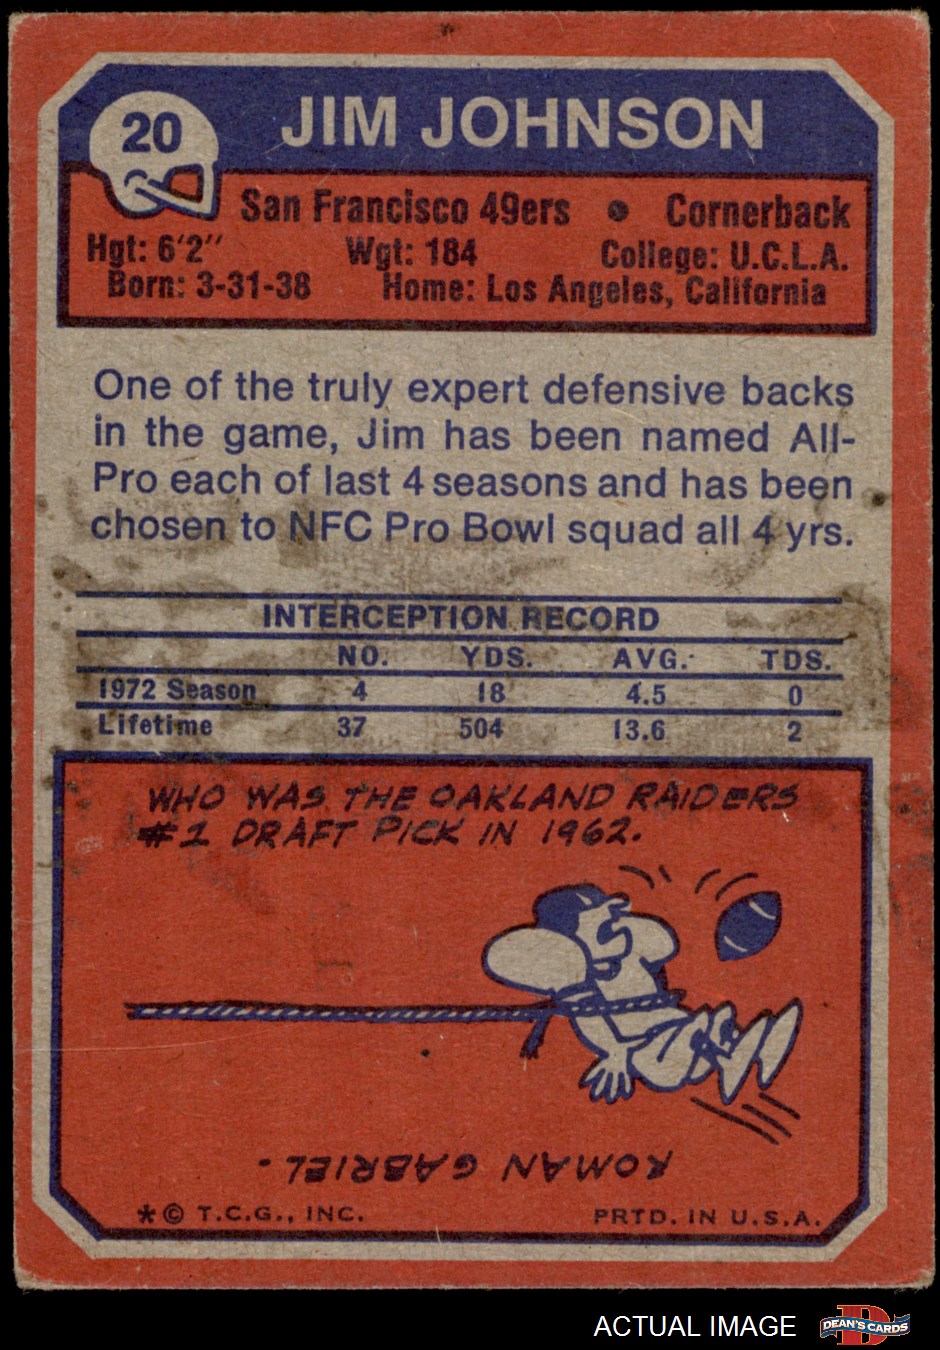 20
JIM JOHNSON
San Francisco 49ers • Cornerback
Hgt: 6'2" Wgt: 184 College: U.C.L.A.
Born: 3-31-38 Home: Los Angeles, California
One of the truly expert defensive backs
in the game, Jim has been named All-
Pro each of last 4 seasons and has been
chosen to NFC Pro Bowl squad all 4 yrs.
INTERCEPTION RECORD
NO. YDS. AVG. TDS.
1972 Season 4 18 4.5 0
Lifetime 37 504 13.6 2
WHO WAS THE OAKLAND RAIDERS
#1 DRAFT PICK IN 1962.
ROMAN GABRIEL.
*© T.C.G., INC. PRTD. IN U.S.A.
ACTUAL IMAGE
D
DEAN'S CARDS